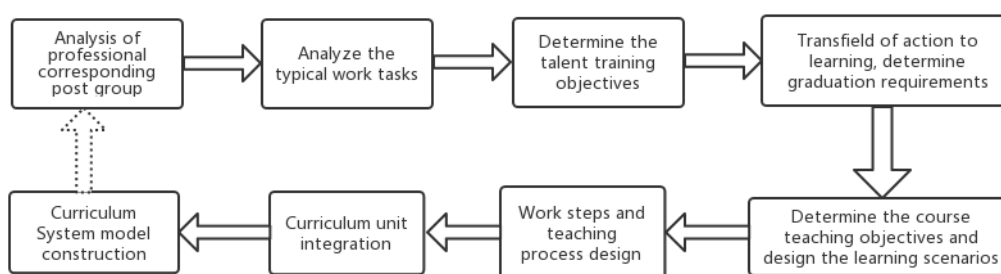 Analysis of
professional
corresponding
post group
Analyze the
typical work tasks
Determine the
talent training
objectives
Transfield of action to
learning, determine
graduation requirements
Curriculum
System model
construction
Curriculum unit
integration
Work steps and
teaching
process design
Determine the course
teaching objectives and
design the learning scenarios